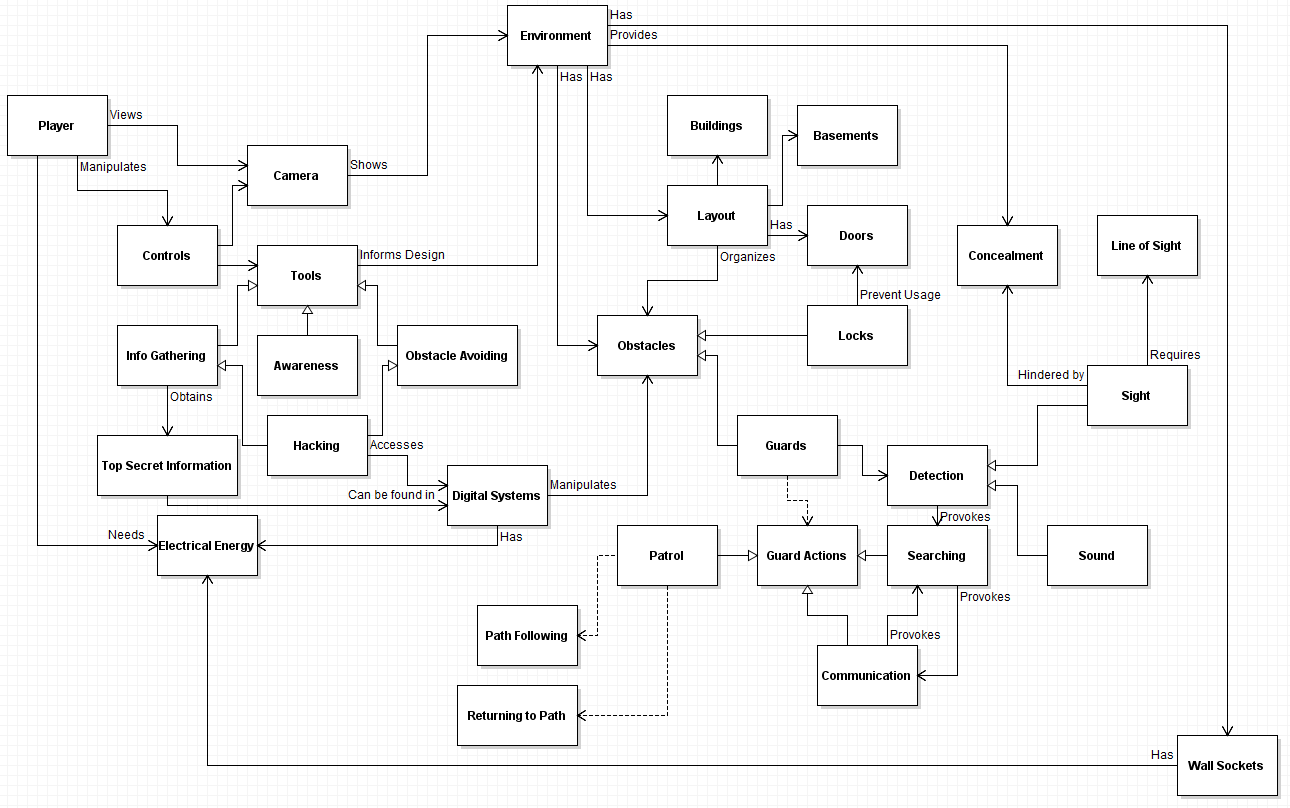 Has
Environment
Provides
Has
Has
Player
Views
Manipulates
Buildings
Basements
Camera
Shows
Layout
Has
Doors
Organizes
Controls
Tools
Informs Design
Concealment
Line of Sight
Prevent Usage
Info Gathering
Awareness
Obstacle Avoiding
Obstacles
Locks
Requires
Hindered by
Sight
Obtains
Hacking
Accesses
Guards
Top Secret Information
Can be found in
Digital Systems
Manipulates
Detection
Provokes
Needs
Electrical Energy
Has
Patrol
Guard Actions
Searching
Sound
Provokes
Path Following
Provokes
Communication
Returning to Path
Has
Wall Sockets